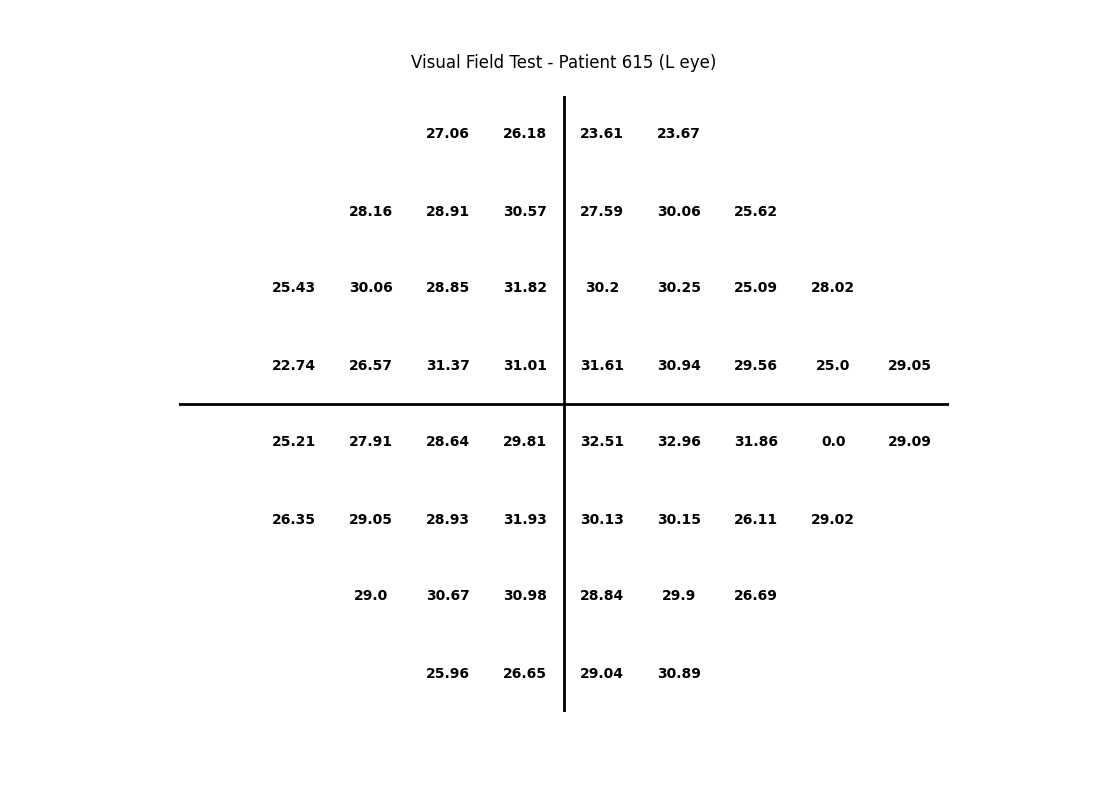 Visual Field Test - Patient 615 (L eye)
27.06 26.18 23.61 23.67
28.16 28.91 30.57 27.59 30.06 25.62
25.43 30.06 28.85 31.82 30.2 30.25 25.09 28.02
22.74 26.57 31.37 31.01 31.61 30.94 29.56 25.0 29.05
25.21 27.91 28.64 29.81 32.51 32.96 31.86 0.0 29.09
26.35 29.05 28.93 31.93 30.13 30.15 26.11 29.02
29.0 30.67 30.98 28.84 29.9 26.69
25.96 26.65 29.04 30.89